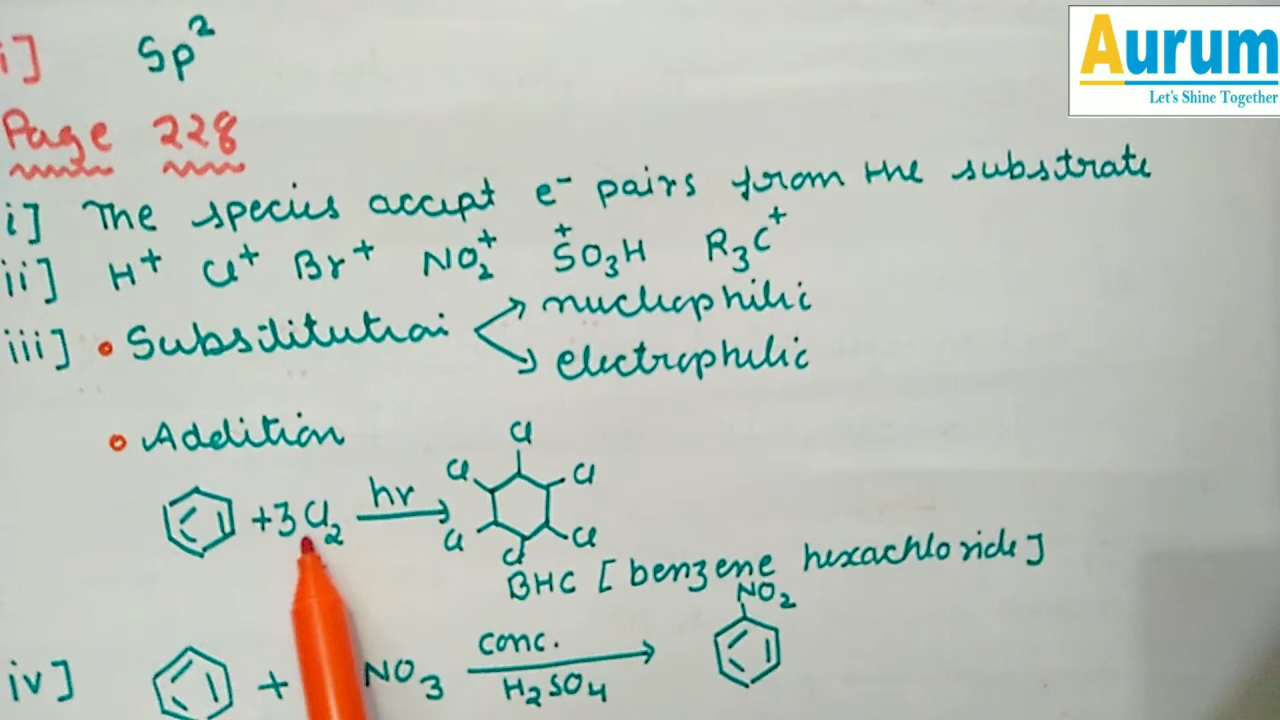 Aurum
Let's Shine Together
i] Sp²
Page 228
i] The species accept e⁻ pairs from the substrate
ii] H⁺ Cl⁺ Br⁺ NO₂⁺ S⁺O₃H R₃C⁺
iii] • Substitution nucleophilic
electrophilic
• Addition
+ 3Cl₂ hν Cl Cl Cl Cl Cl Cl
BHC [benzene hexachloride]
NO₂
iv] + NO₃ conc. H₂SO₄